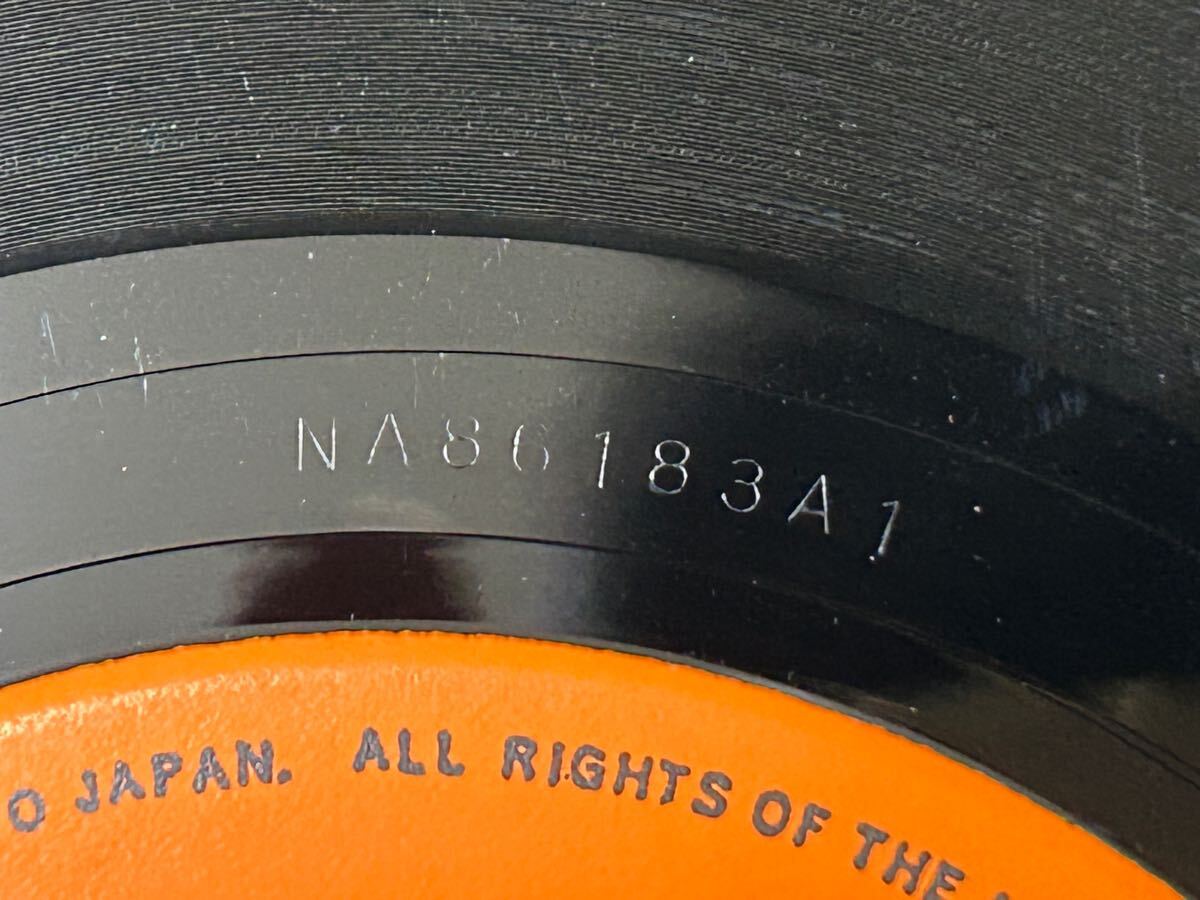 NA86183A1
O JAPAN. ALL RIGHTS OF THE